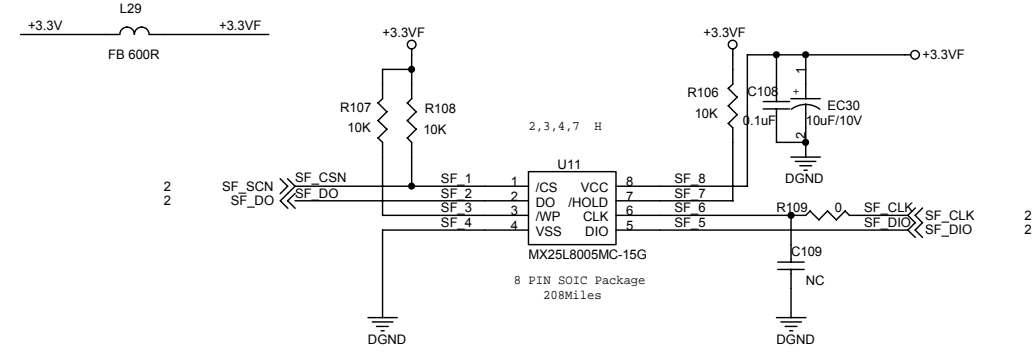 L29
+3.3V
+3.3VF
FB 600R
+3.3VF
+3.3VF
+3.3VF
R107
10K
R108
10K
R106
10K
C108
0.1uF
1
+
EC30
10uF/10V
2
DGND
2,3,4,7 H
U11
2 SF_SCN SF_CSN SF_1 1 /CS VCC 8 SF_8
2 SF_DO SF_DO SF_2 2 DO /HOLD 7 SF_7
SF_3 3 /WP CLK 6 SF_6 R109 0 SF_CLK SF_CLK 2
SF_4 4 VSS DIO 5 SF_5 SF_DIO SF_DIO 2
MX25L8005MC-15G
8 PIN SOIC Package
208Miles
C109
NC
DGND
DGND